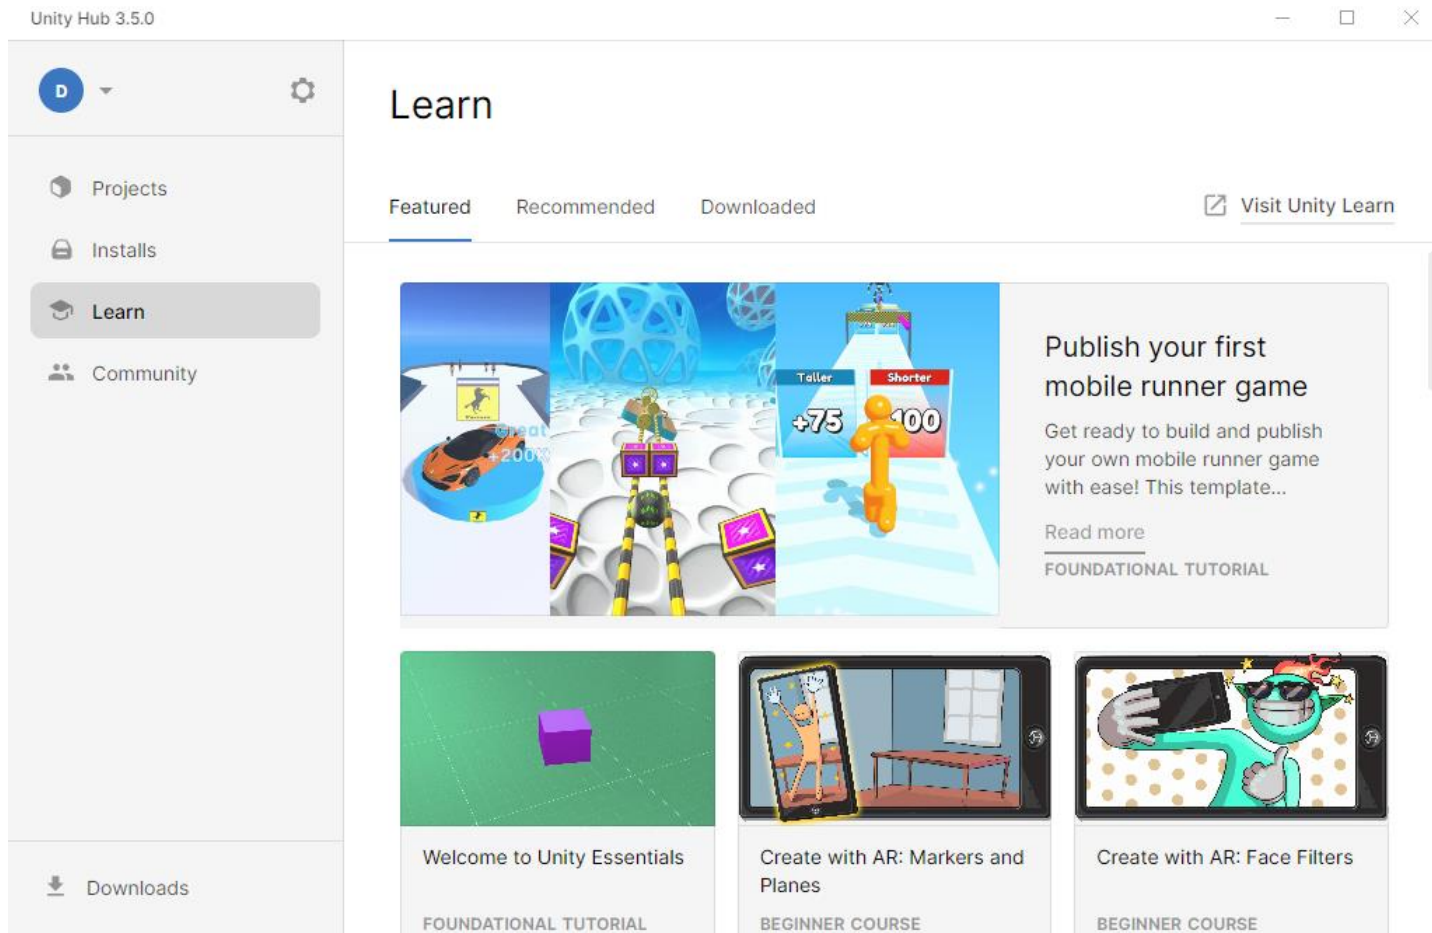 Unity Hub 3.5.0
D
Projects
Installs
Learn
Community
Downloads
Learn
Featured Recommended Downloaded
Visit Unity Learn
Great
Taller
+75
Shorter
100
Publish your first
mobile runner game
Get ready to build and publish
your own mobile runner game
with ease! This template...
Read more
FOUNDATIONAL TUTORIAL
Welcome to Unity Essentials
FOUNDATIONAL TUTORIAL
Create with AR: Markers and
Planes
BEGINNER COURSE
Create with AR: Face Filters
BEGINNER COURSE